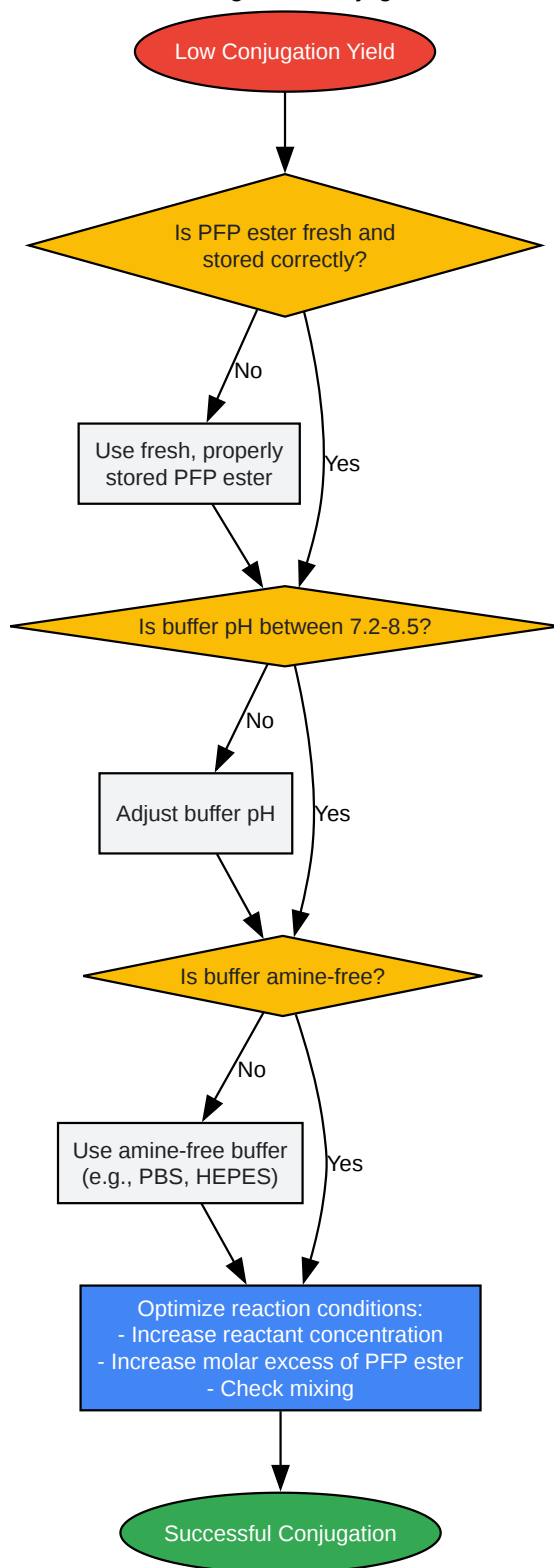 Low Conjugation Yield
Is PFP ester fresh and
stored correctly?
No
Use fresh, properly
stored PFP ester
Yes
Is buffer pH between 7.2-8.5?
No
Adjust buffer pH
Yes
Is buffer amine-free?
No
Use amine-free buffer
(e.g., PBS, HEPES)
Yes
Optimize reaction conditions:
- Increase reactant concentration
- Increase molar excess of PFP ester
- Check mixing
Successful Conjugation